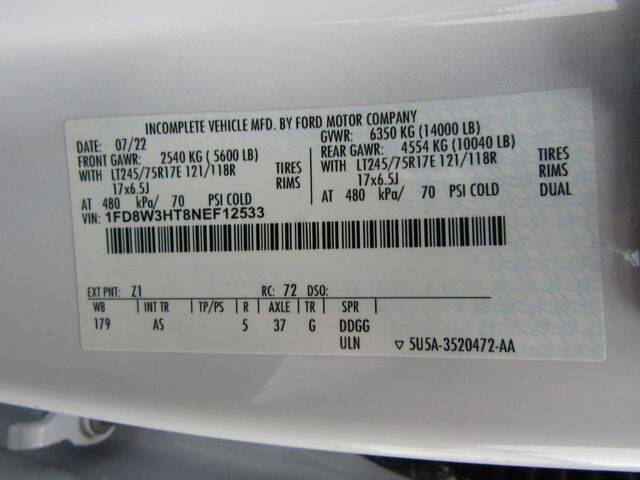 INCOMPLETE VEHICLE MFD. BY FORD MOTOR COMPANY
DATE: 07/22 GVWR: 6350 KG (14000 LB)
FRONT GAWR: 2540 KG ( 5600 LB) REAR GAWR: 4554 KG (10040 LB)
WITH LT245/75R17E 121/118R TIRES WITH LT245/75R17E 121/118R TIRES
17x6.5J RIMS 17x6.5J RIMS
AT 480 kPa/ 70 PSI COLD AT 480 kPa/ 70 PSI COLD DUAL
VIN: 1FD8W3HT8NEF12533
EXT PNT: Z1 RC: 72 DSO:
WB INT TR TP/PS R AXLE TR SPR
179 AS 5 37 G DDGG
ULN ▽ 5U5A-3520472-AA